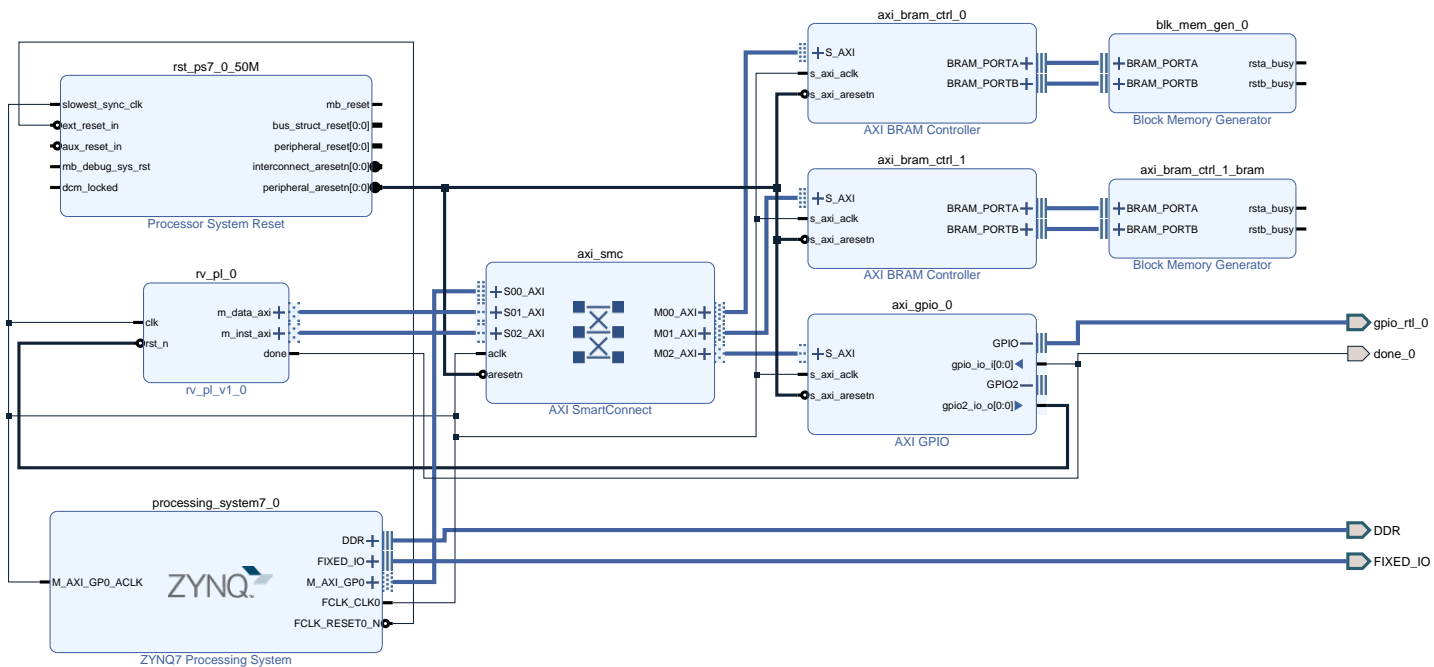 rst_ps7_0_50M
slowest_sync_clk
ext_reset_in
aux_reset_in
mb_debug_sys_rst
dcm_locked
mb_reset
bus_struct_reset[0:0]
peripheral_reset[0:0]
interconnect_aresetn[0:0]
peripheral_aresetn[0:0]
Processor System Reset
rv_pl_0
clk
rst_n
m_data_axi
m_inst_axi
done
rv_pl_v1_0
processing_system7_0
M_AXI_GP0_ACLK
ZYNQ
DDR
FIXED_IO
M_AXI_GP0
FCLK_CLK0
FCLK_RESET0_N
ZYNQ7 Processing System
axi_smc
S00_AXI
S01_AXI
S02_AXI
aclk
aresetn
M00_AXI
M01_AXI
M02_AXI
AXI SmartConnect
axi_bram_ctrl_0
S_AXI
s_axi_aclk
s_axi_aresetn
BRAM_PORTA
BRAM_PORTB
AXI BRAM Controller
axi_bram_ctrl_1
S_AXI
s_axi_aclk
s_axi_aresetn
BRAM_PORTA
BRAM_PORTB
AXI BRAM Controller
axi_gpio_0
S_AXI
s_axi_aclk
s_axi_aresetn
GPIO
gpio_io_i[0:0]
GPIO2
gpio2_io_o[0:0]
AXI GPIO
blk_mem_gen_0
BRAM_PORTA
BRAM_PORTB
rsta_busy
rstb_busy
Block Memory Generator
axi_bram_ctrl_1_bram
BRAM_PORTA
BRAM_PORTB
rsta_busy
rstb_busy
Block Memory Generator
gpio_rtl_0
done_0
DDR
FIXED_IO